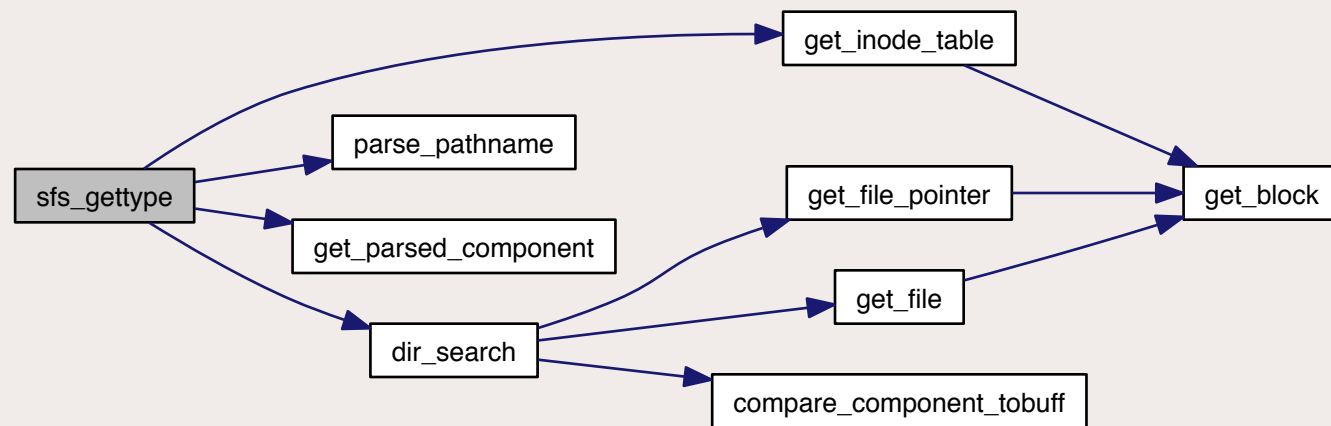 get_inode_table
parse_pathname
sfs_gettype
get_file_pointer
get_block
get_parsed_component
get_file
dir_search
compare_component_tobuff